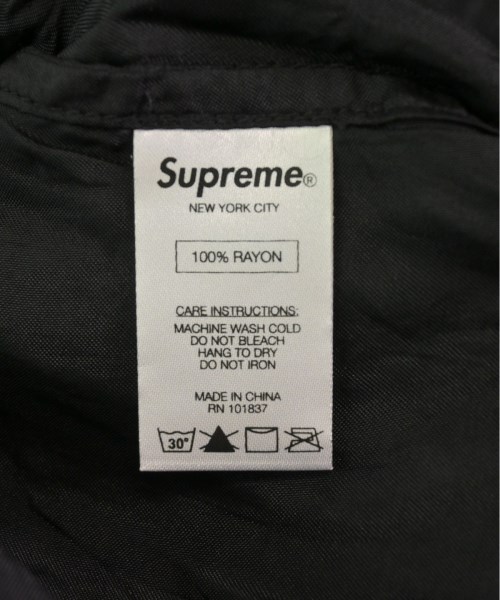 Supreme®
NEW YORK CITY
100% RAYON
CARE INSTRUCTIONS:
MACHINE WASH COLD
DO NOT BLEACH
HANG TO DRY
DO NOT IRON
MADE IN CHINA
RN 101837
30°